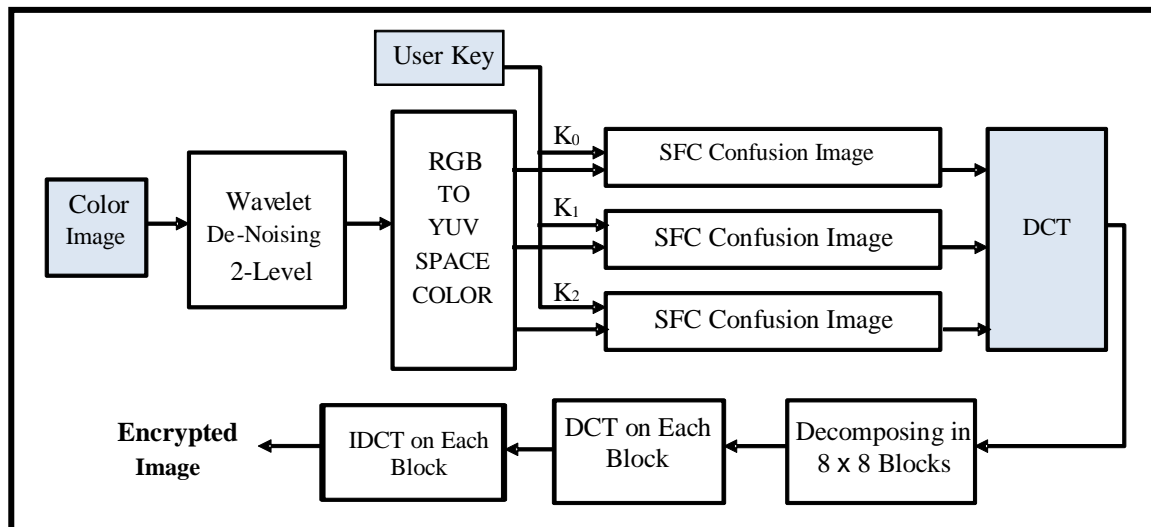 User Key
Color
Image
Wavelet
De-Noising
2-Level
RGB
TO
YUV
SPACE
COLOR
K₀
SFC Confusion Image
K₁
SFC Confusion Image
K₂
SFC Confusion Image
DCT
Decomposing in
8 x 8 Blocks
DCT on Each
Block
IDCT on Each
Block
Encrypted
Image